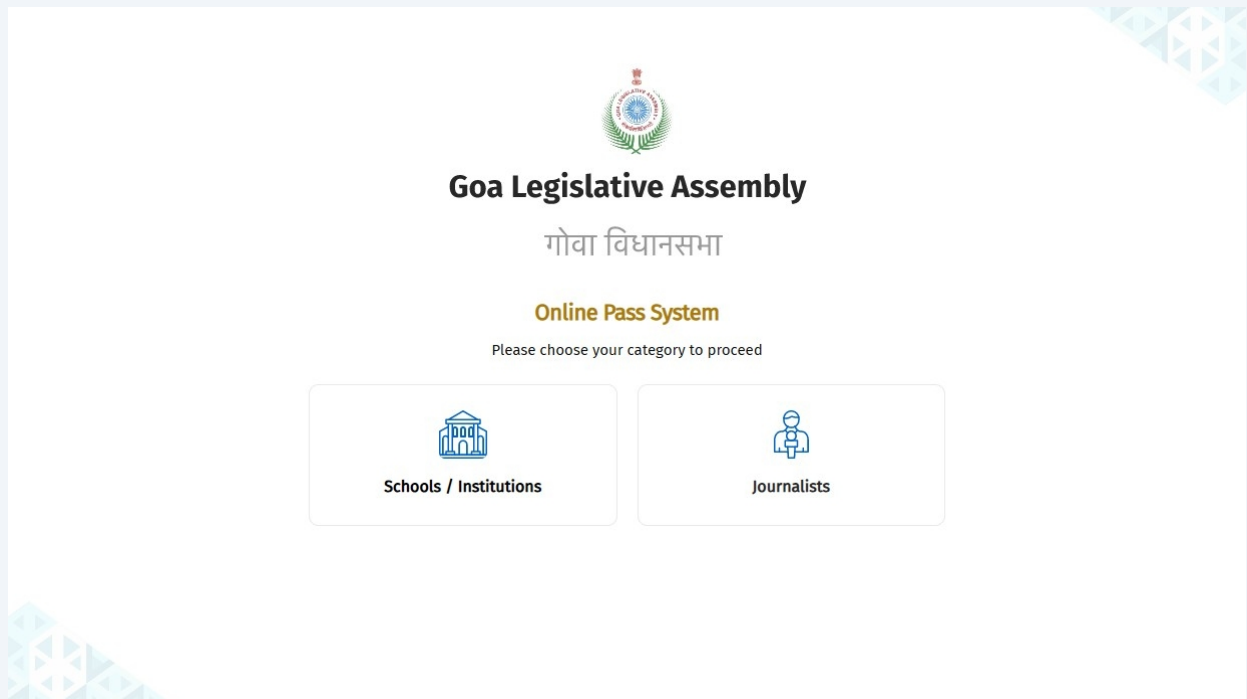 Goa Legislative Assembly
गोवा विधानसभा
Online Pass System
Please choose your category to proceed
Schools / Institutions
Journalists